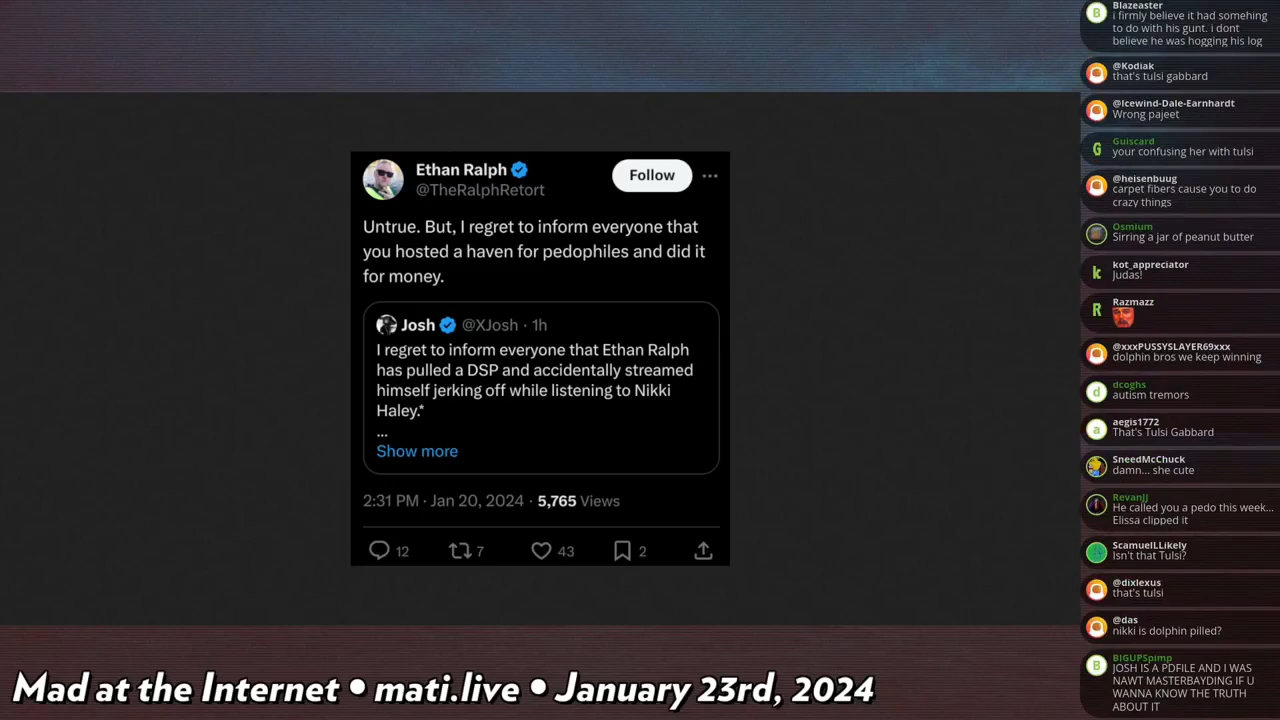 Ethan Ralph
@TheRalphRetort
Follow
Untrue. But, I regret to inform everyone that
you hosted a haven for pedophiles and did it
for money.
Josh @XJosh · 1h
I regret to inform everyone that Ethan Ralph
has pulled a DSP and accidentally streamed
himself jerking off while listening to Nikki
Haley.*
...
Show more
2:31 PM · Jan 20, 2024 · 5,765 Views
12 7 43 2
Mad at the Internet • mati.live • January 23rd, 2024
B
Blazeaster
i firmly believe it had somehing
to do with his gunt. i dont
believe he was hogging his log
@Kodiak
that's tulsi gabbard
@Icewind-Dale-Earnhardt
Wrong pajeet
G
Guiscard
your confusing her with tulsi
@heisenbuug
carpet fibers cause you to do
crazy things
Osmium
Sirring a jar of peanut butter
k
kot_appreciator
Judas!
R
Razmazz
@xxxPUSSYSLAYER69xxx
dolphin bros we keep winning
d
dcoghs
autism tremors
a
aegis1772
That's Tulsi Gabbard
SneedMcChuck
damn... she cute
RevanJJ
He called you a pedo this week...
Elissa clipped it
ScamuelLLikely
Isn't that Tulsi?
@dixlexus
that's tulsi
@das
nikki is dolphin pilled?
B
BIGUPSpimp
JOSH IS A PDFILE AND I WAS
NAWT MASTERBAYDING IF U
WANNA KNOW THE TRUTH
ABOUT IT